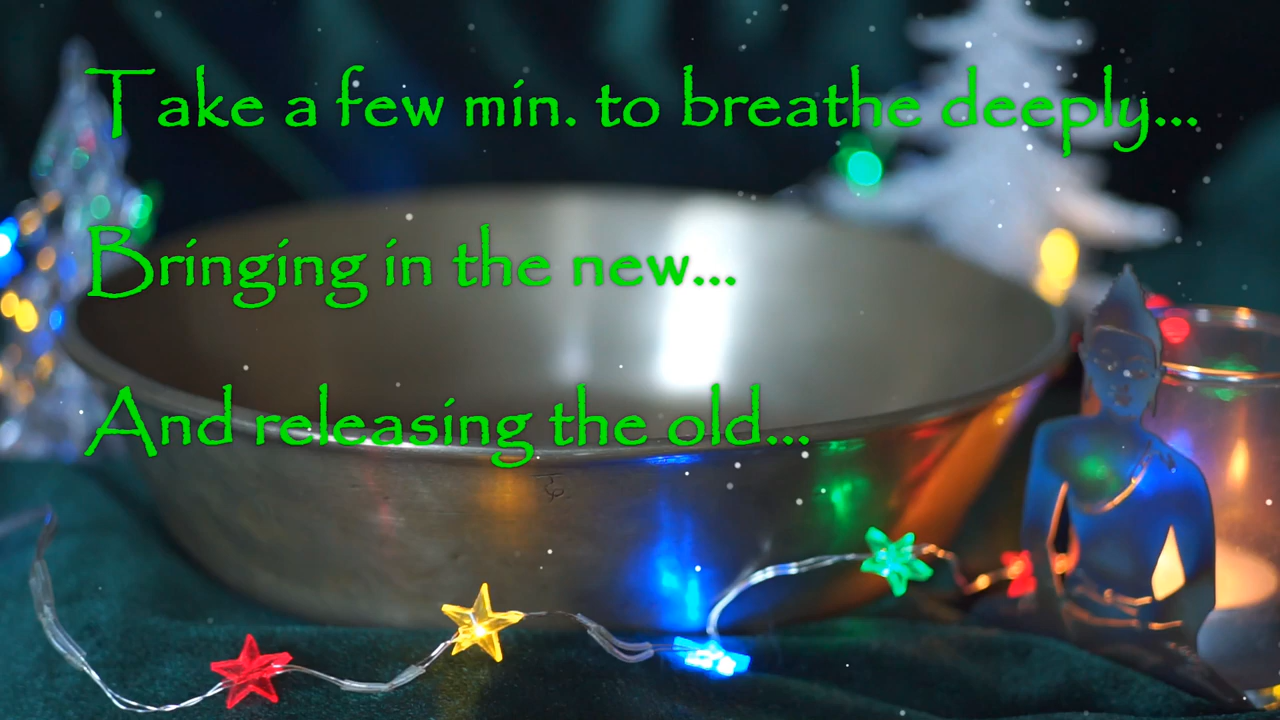 Take a few min. to breathe deeply...
Bringing in the new...
And releasing the old...